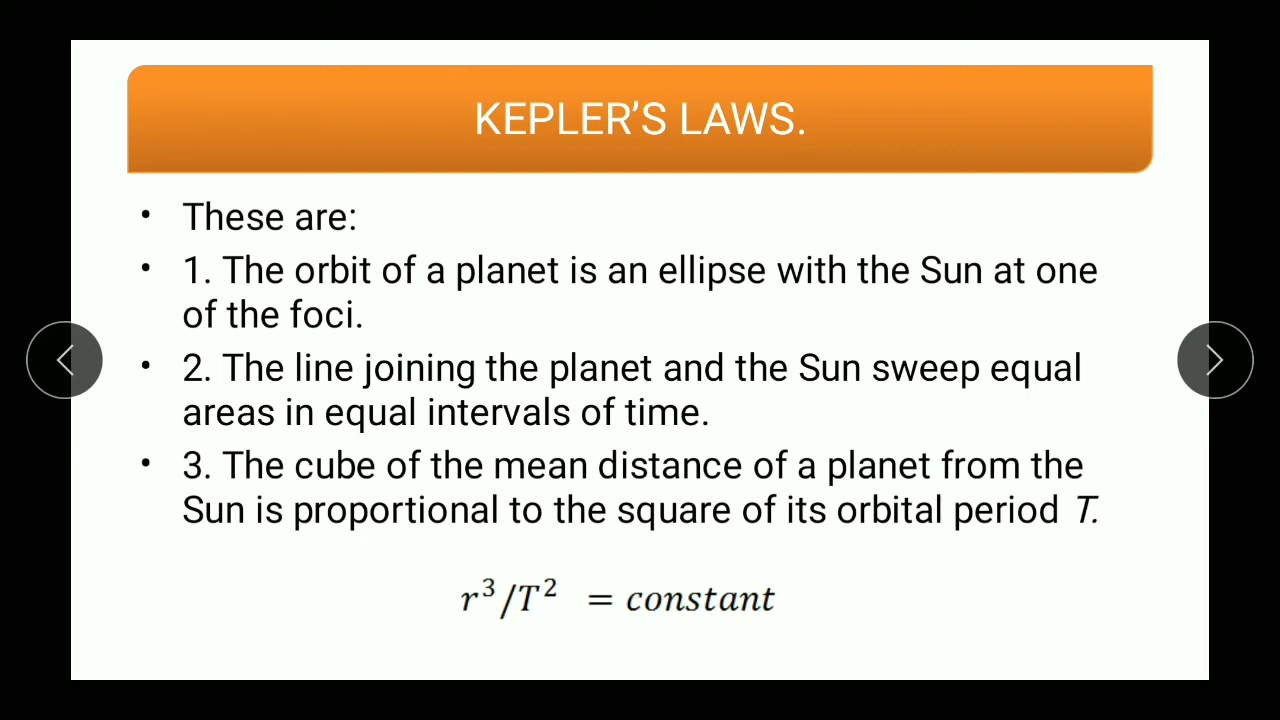 KEPLER’S LAWS.
• These are:
• 1. The orbit of a planet is an ellipse with the Sun at one
of the foci.
• 2. The line joining the planet and the Sun sweep equal
areas in equal intervals of time.
• 3. The cube of the mean distance of a planet from the
Sun is proportional to the square of its orbital period T.
r³/T² = constant